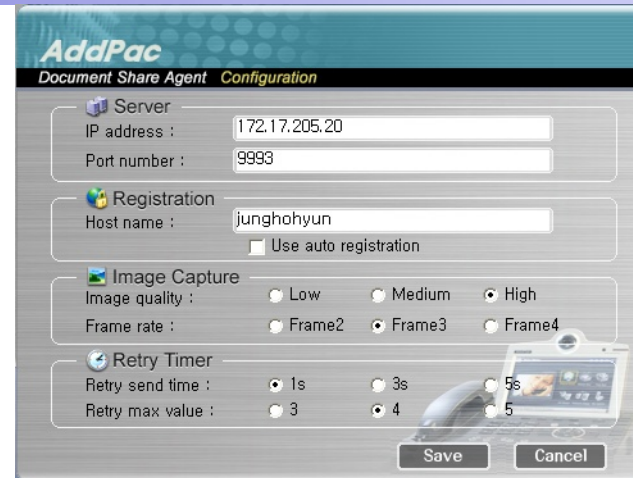 AddPac
Document Share Agent Configuration
Server
IP address : 172.17.205.20
Port number : 9993
Registration
Host name : junghohyun
Use auto registration
Image Capture
Image quality : Low Medium High
Frame rate : Frame2 Frame3 Frame4
Retry Timer
Retry send time : 1s 3s 5s
Retry max value : 3 4 5
Save Cancel